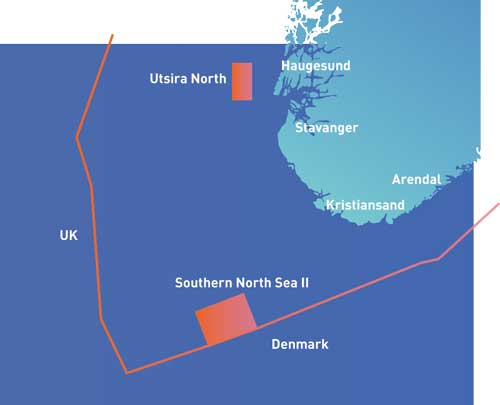 Haugesund
Utsira North
Stavanger
Arendal
Kristiansand
UK
Southern North Sea II
Denmark